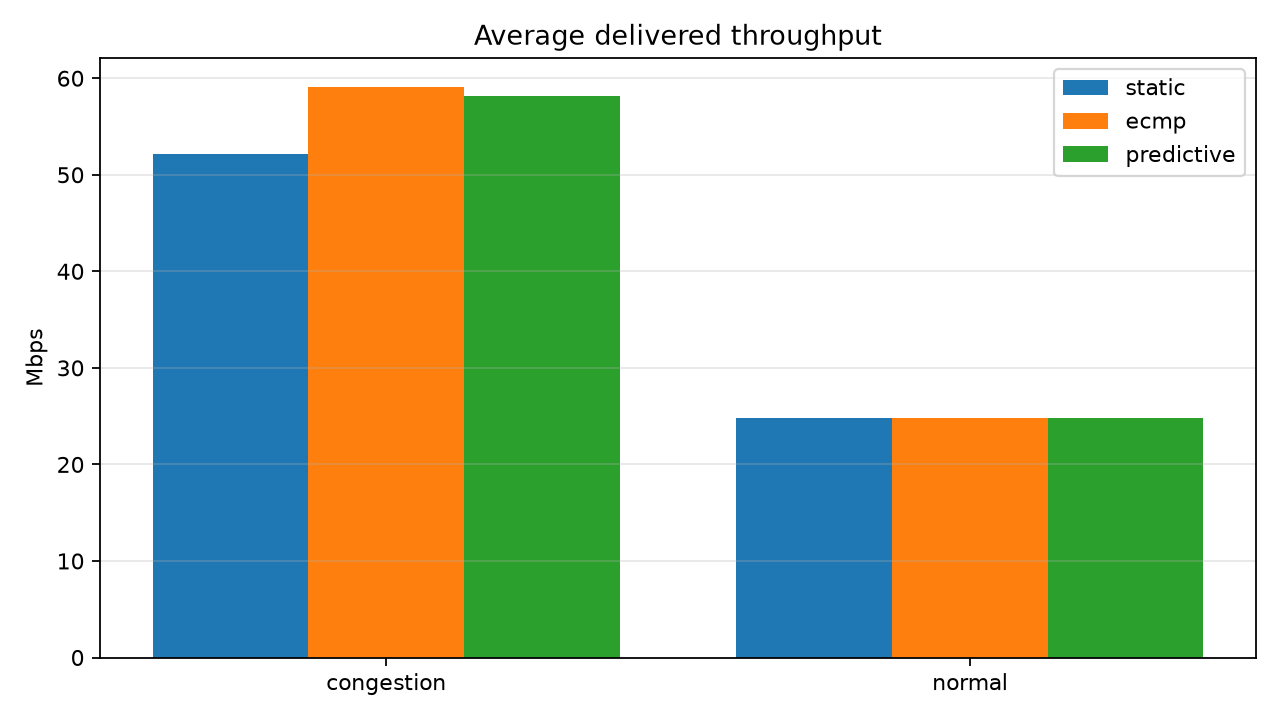 Average delivered throughput
static
ecmp
predictive
60
50
40
30
20
10
0
Mbps
congestion
normal